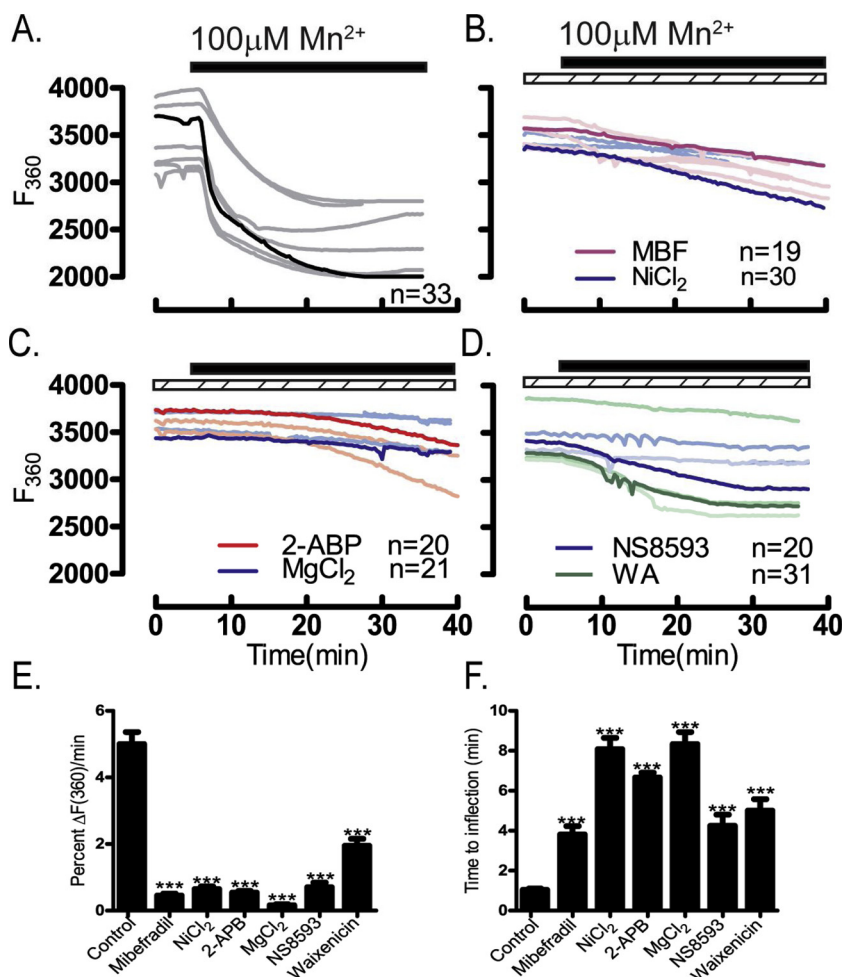 A.
100μM Mn²⁺
4000
3500
3000
2500
2000
F₃₆₀
n=33
B.
100μM Mn²⁺
MBF n=19
NiCl₂ n=30
C.
4000
3500
3000
2500
2000
F₃₆₀
2-ABP n=20
MgCl₂ n=21
0 10 20 30 40
Time(min)
D.
NS8593 n=20
WA n=31
0 10 20 30 40
Time(min)
E.
6
4
2
0
Percent ΔF(360)/min
*** *** *** *** *** ***
Control Mibefradil NiCl₂ 2-APB MgCl₂ NS8593 Waixenicin
F.
10
8
6
4
2
0
Time to inflection (min)
*** *** *** *** *** ***
Control Mibefradil NiCl₂ 2-APB MgCl₂ NS8593 Waixenicin